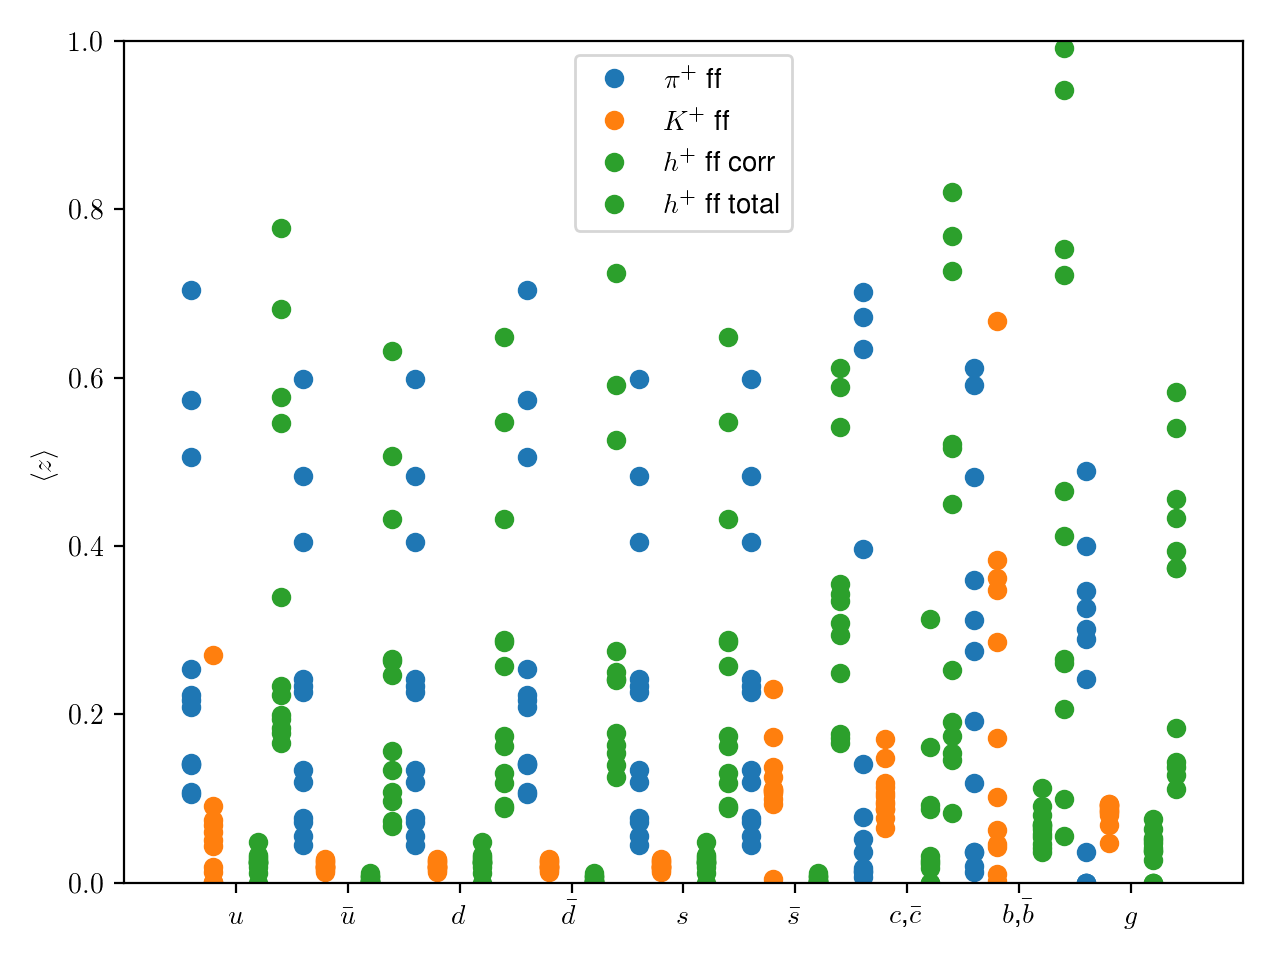 1.0
0.8
0.6
0.4
0.2
0.0
⟨z⟩
π⁺ ff
K⁺ ff
h⁺ ff corr
h⁺ ff total
u ū d d̄ s s̄ c,c̄ b,b̄ g